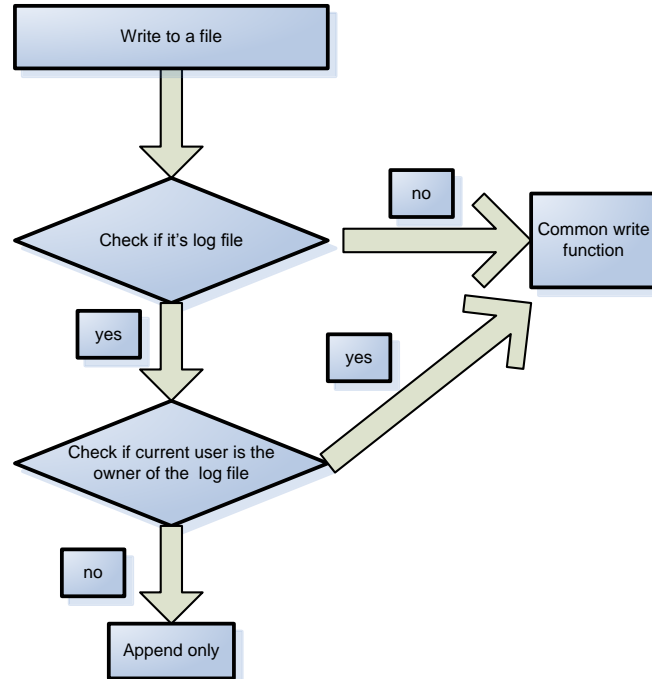 Write to a file
no
Check if it's log file
Common write
function
yes
yes
Check if current user is the
owner of the  log file
no
Append only